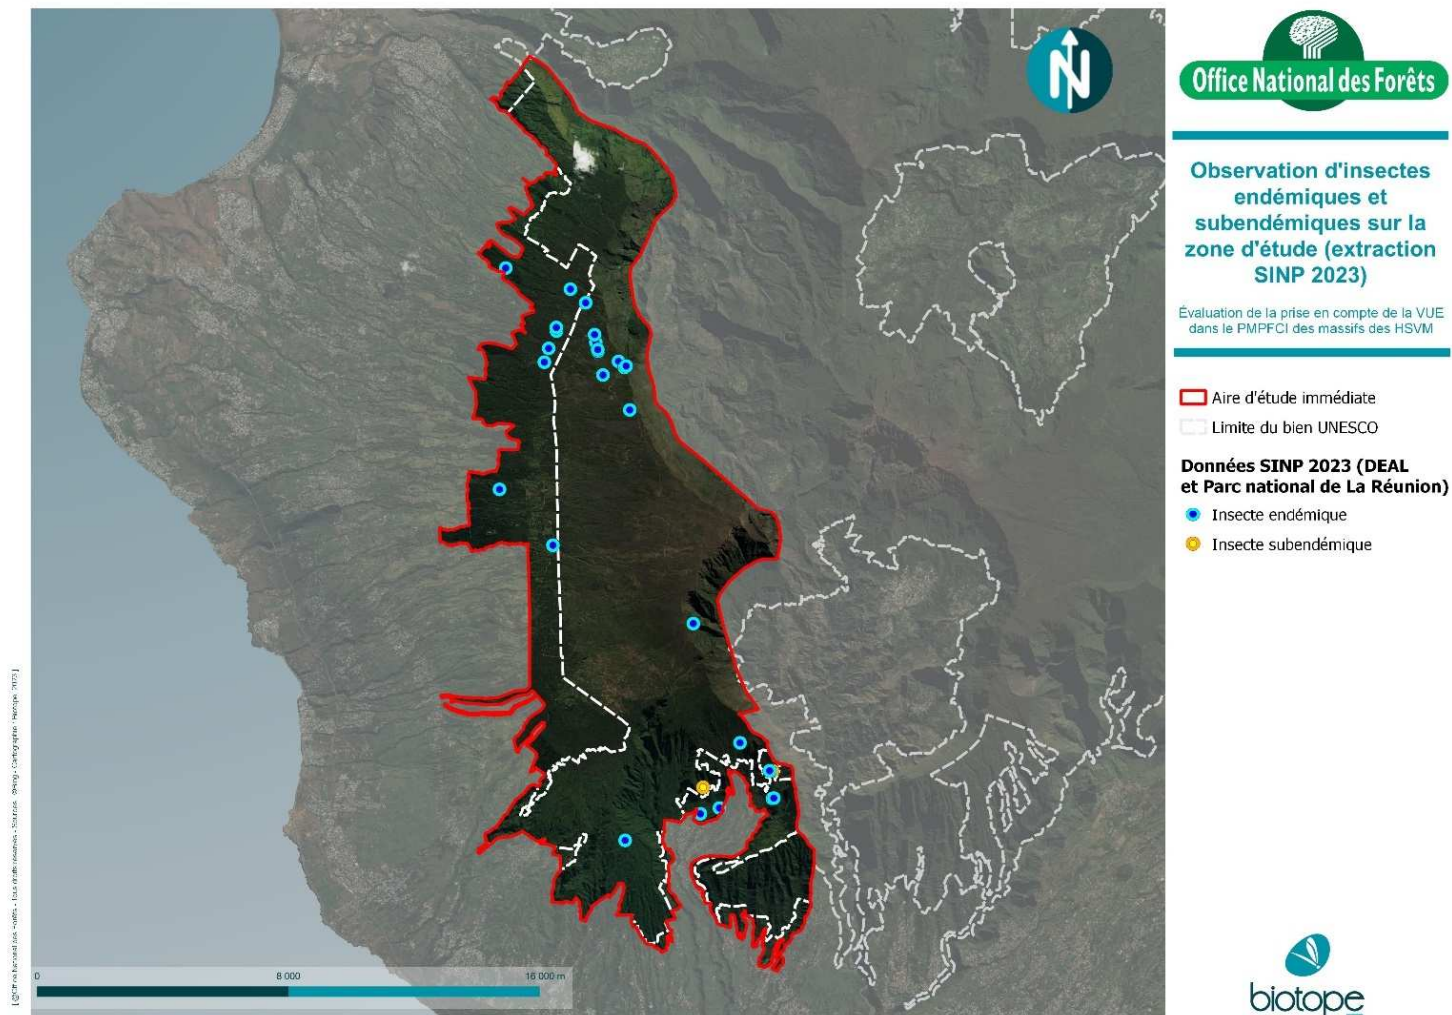 N
Office National des Forêts
Observation d'insectes
endémiques et
subendémiques sur la
zone d'étude (extraction
SINP 2023)
Évaluation de la prise en compte de la VUE
dans le PMPFCI des massifs des HSVM
Aire d'étude immédiate
Limite du bien UNESCO
Données SINP 2023 (DEAL
et Parc national de La Réunion)
Insecte endémique
Insecte subendémique
0 8 000 16 000 m
biotope